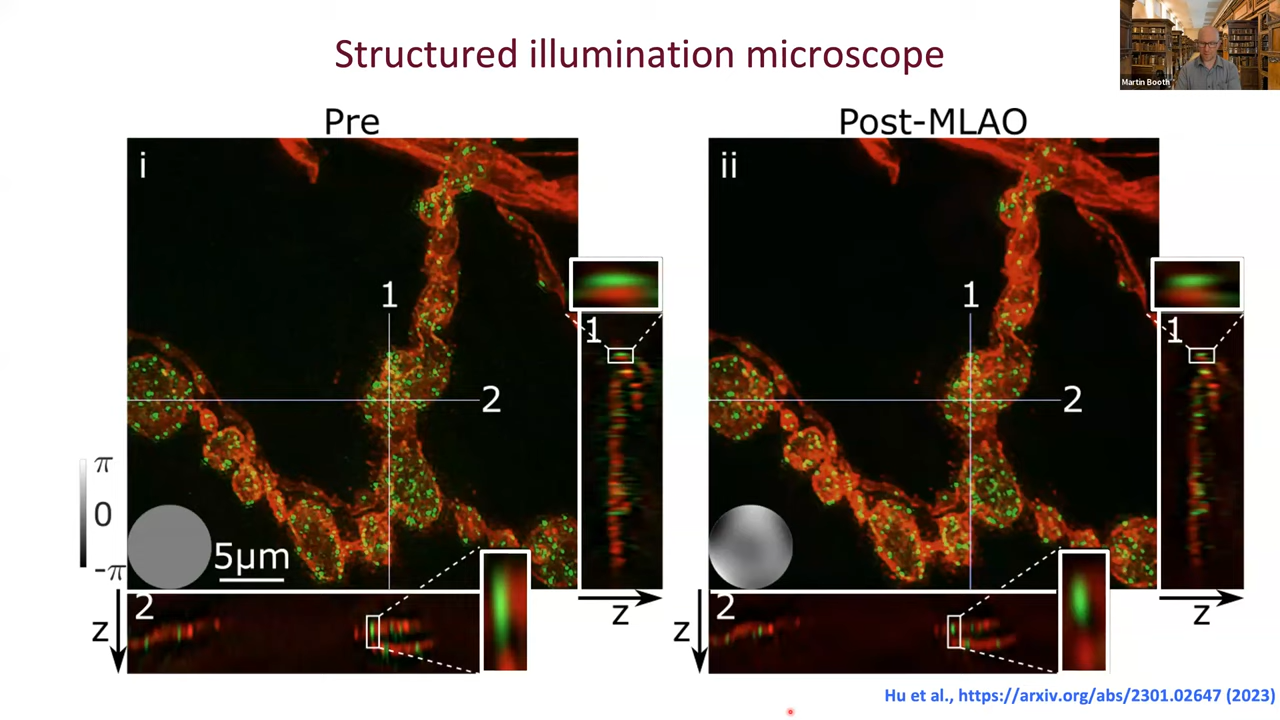 Structured illumination microscope
Martin Booth
Pre
Post-MLAO
i
ii
1
1
1
1
2
2
π
0
-π
5μm
2
2
z
z
z
z
Hu et al., https://arxiv.org/abs/2301.02647 (2023)